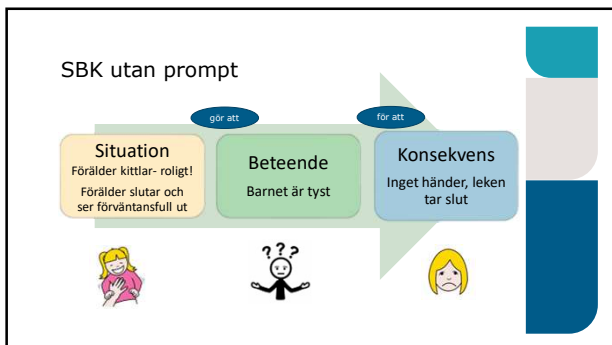 SBK utan prompt
gör att
för att
Situation
Förälder kittlar- roligt!
Förälder slutar och
ser förväntansfull ut
Beteende
Barnet är tyst
Konsekvens
Inget händer, leken
tar slut
? ? ?